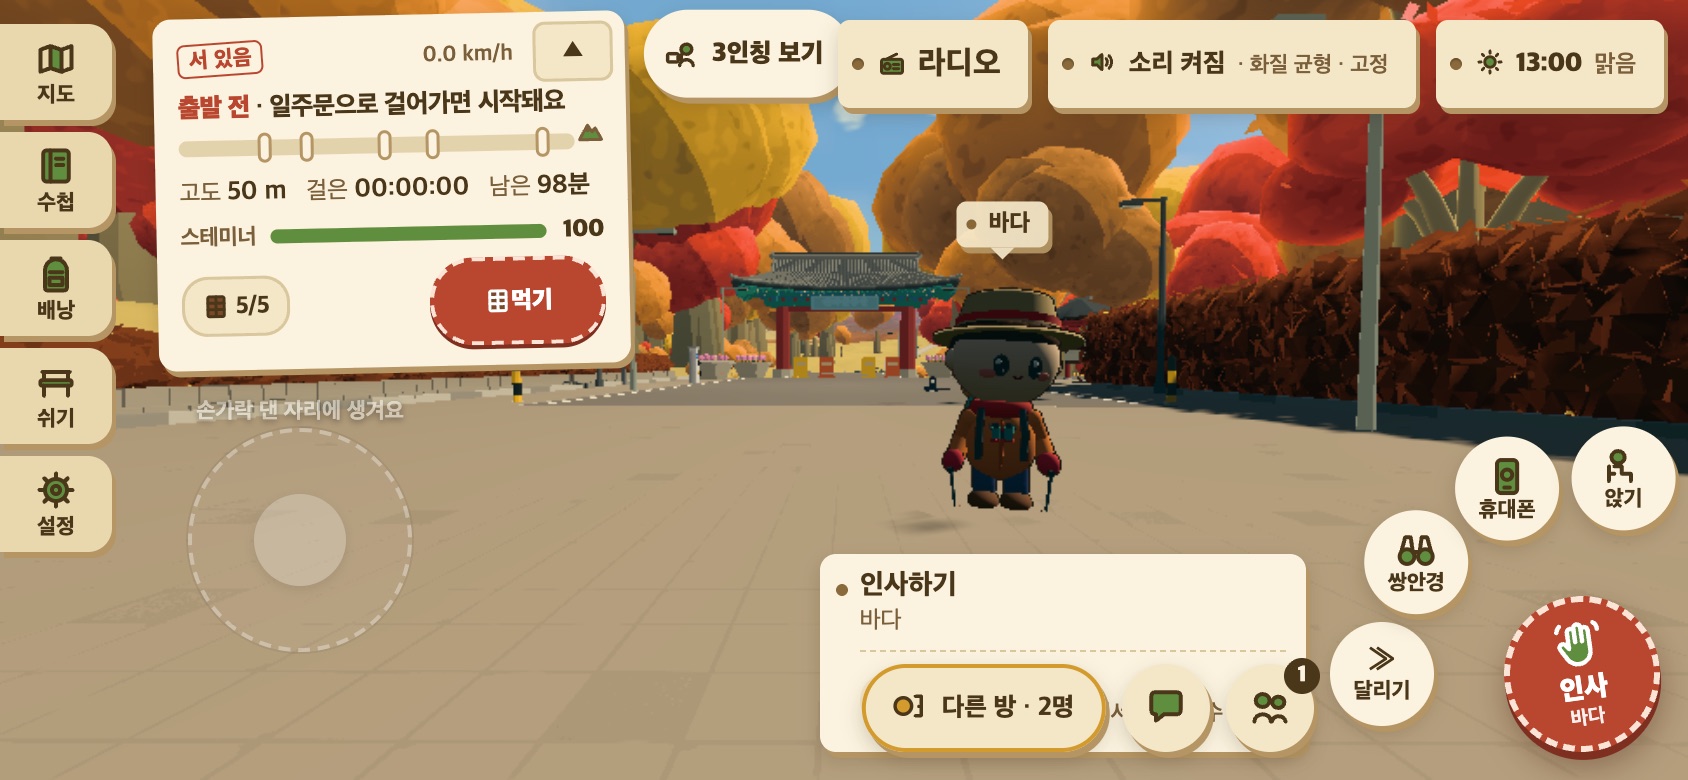 지도
수첩
배낭
쉬기
설정
서 있음
0.0 km/h
출발 전 · 일주문으로 걸어가면 시작돼요
고도 50 m 걸은 00:00:00 남은 98분
스테미너 100
5/5
먹기
3인칭 보기
라디오
소리 켜짐 · 화질 균형 · 고정
13:00 맑음
바다
손가락 댄 자리에 생겨요
인사하기
바다
다른 방 · 2명
1
휴대폰
앉기
쌍안경
달리기
인사
바다